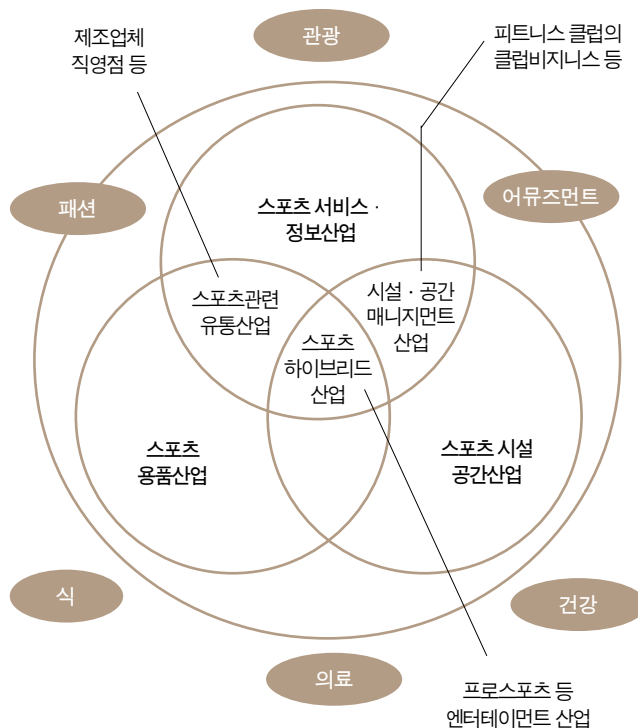 관광
제조업체
직영점 등
피트니스 클럽의
클럽비지니스 등
패션
어뮤즈먼트
스포츠 서비스 ·
정보산업
스포츠관련
유통산업
시설 · 공간
매니지먼트
산업
스포츠
하이브리드
산업
스포츠
용품산업
스포츠 시설
공간산업
식
건강
의료
프로스포츠 등
엔터테이먼트 산업